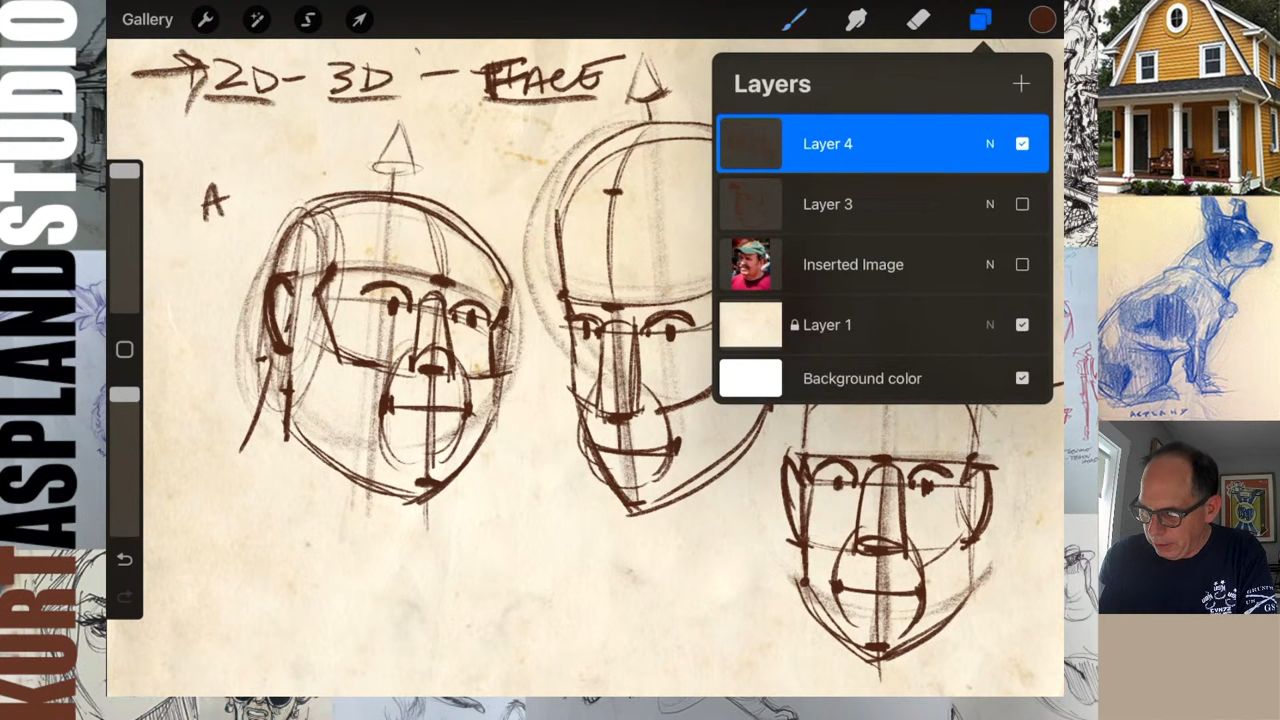 KURT ASPLAND STUDIO
Gallery
→2D- 3D - FACE
A
Layers
Layer 4 N
Layer 3 N
Inserted Image N
Layer 1 N
Background color
ASPLAND